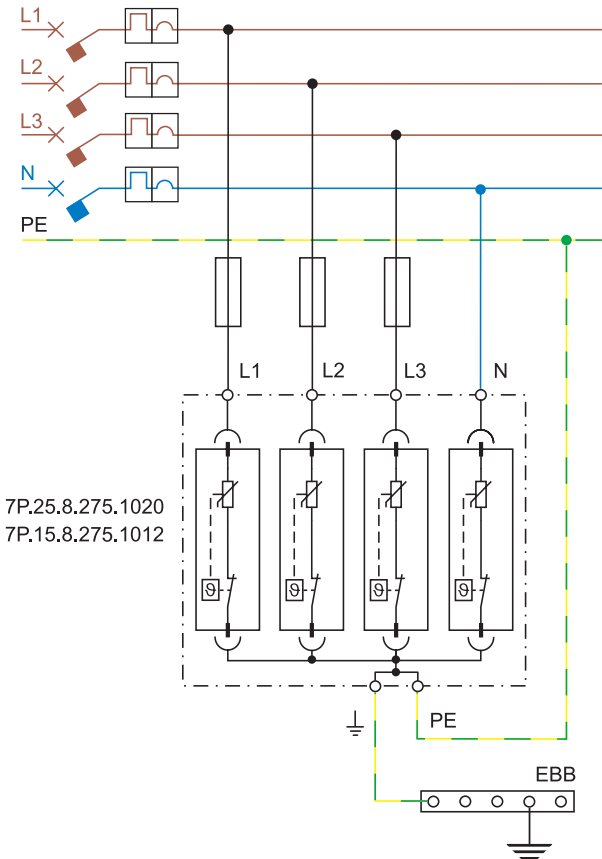 L1
L2
L3
N
PE
L1 L2 L3 N
7P.25.8.275.1020
7P.15.8.275.1012
ϑ ϑ ϑ ϑ
PE
EBB